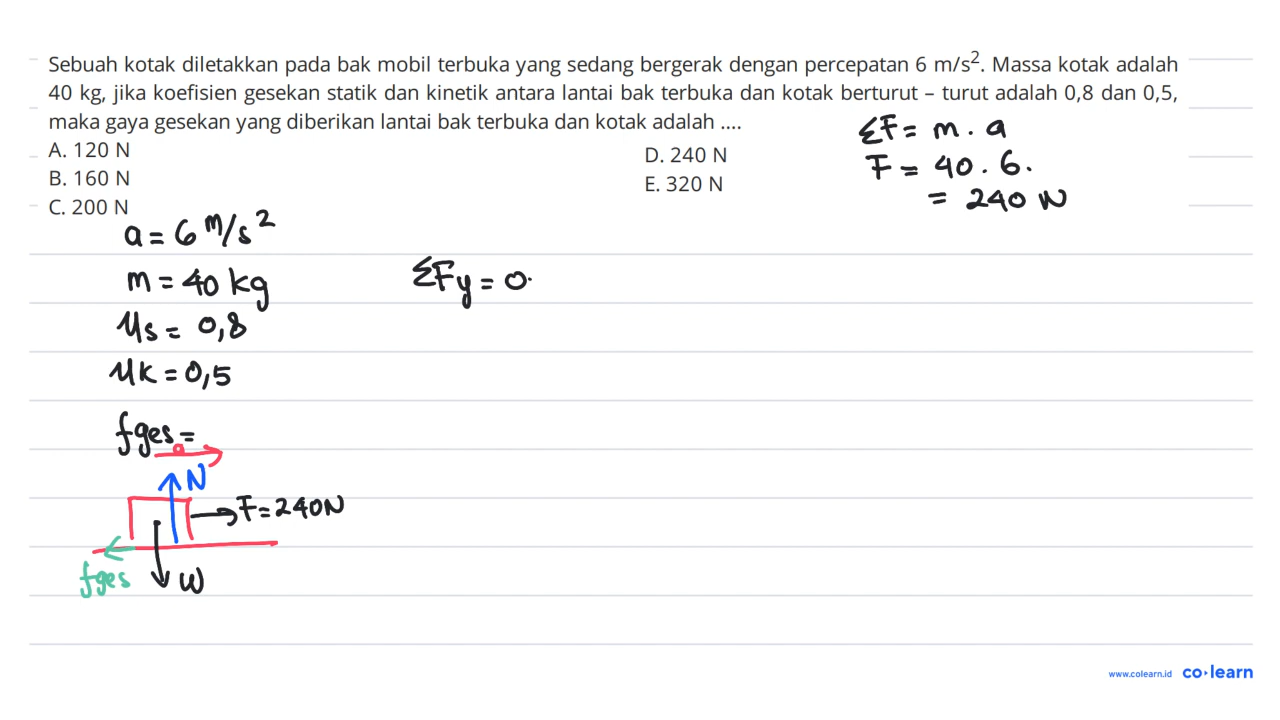 Sebuah kotak diletakkan pada bak mobil terbuka yang sedang bergerak dengan percepatan 6 m/s². Massa kotak adalah
40 kg, jika koefisien gesekan statik dan kinetik antara lantai bak terbuka dan kotak berturut – turut adalah 0,8 dan 0,5,
maka gaya gesekan yang diberikan lantai bak terbuka dan kotak adalah ....
A. 120 N
B. 160 N
C. 200 N
D. 240 N
E. 320 N
ΣF = m . a
F = 40 . 6.
= 240 N
a = 6 m/s²
m = 40 kg
μs = 0,8
μk = 0,5
fges =
ΣFy = 0.
a
N
F = 240N
fges
W
www.colearn.id co·learn